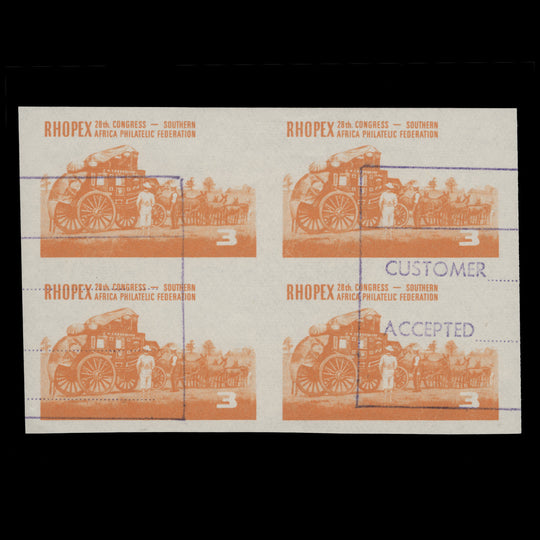 RHOPEX 28th. CONGRESS — SOUTHERN
AFRICA PHILATELIC FEDERATION
3
RHOPEX 28th. CONGRESS — SOUTHERN
AFRICA PHILATELIC FEDERATION
3
CUSTOMER
RHOPEX 28th. CONGRESS — SOUTHERN
AFRICA PHILATELIC FEDERATION
3
RHOPEX 28th. CONGRESS — SOUTHERN
AFRICA PHILATELIC FEDERATION
ACCEPTED
3